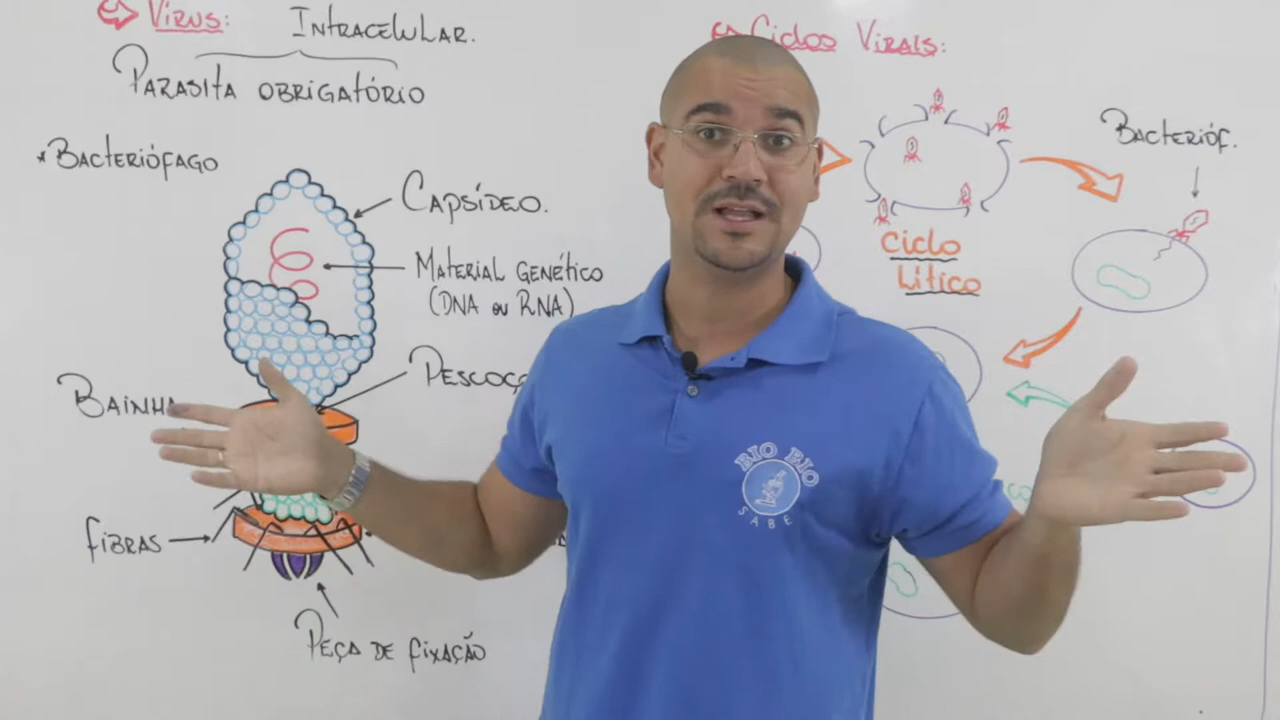 Vírus:
Intracelular.
Parasita obrigatório
*Bacteriófago
Capsídeo.
Material genético
(DNA ou RNA)
Bainha
Fibras
Peça de fixação
Ciclos Virais:
Bacterióf.
Ciclo
Lítico
BIO BIO
SABE